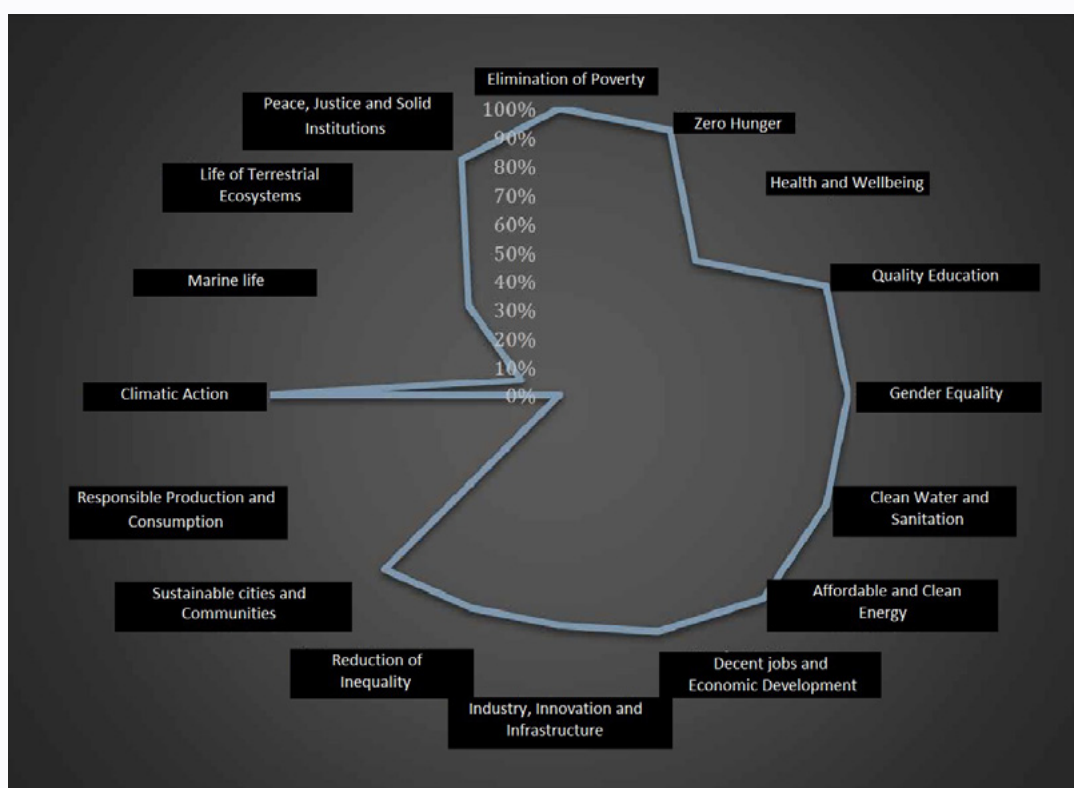 Elimination of Poverty
Zero Hunger
Health and Wellbeing
Quality Education
Gender Equality
Clean Water and
Sanitation
Affordable and Clean
Energy
Decent jobs and
Economic Development
Industry, Innovation and
Infrastructure
Reduction of
Inequality
Sustainable cities and
Communities
Responsible Production and
Consumption
Climatic Action
Marine life
Life of Terrestrial
Ecosystems
Peace, Justice and Solid
Institutions
100%
90%
80%
70%
60%
50%
40%
30%
20%
10%
0%